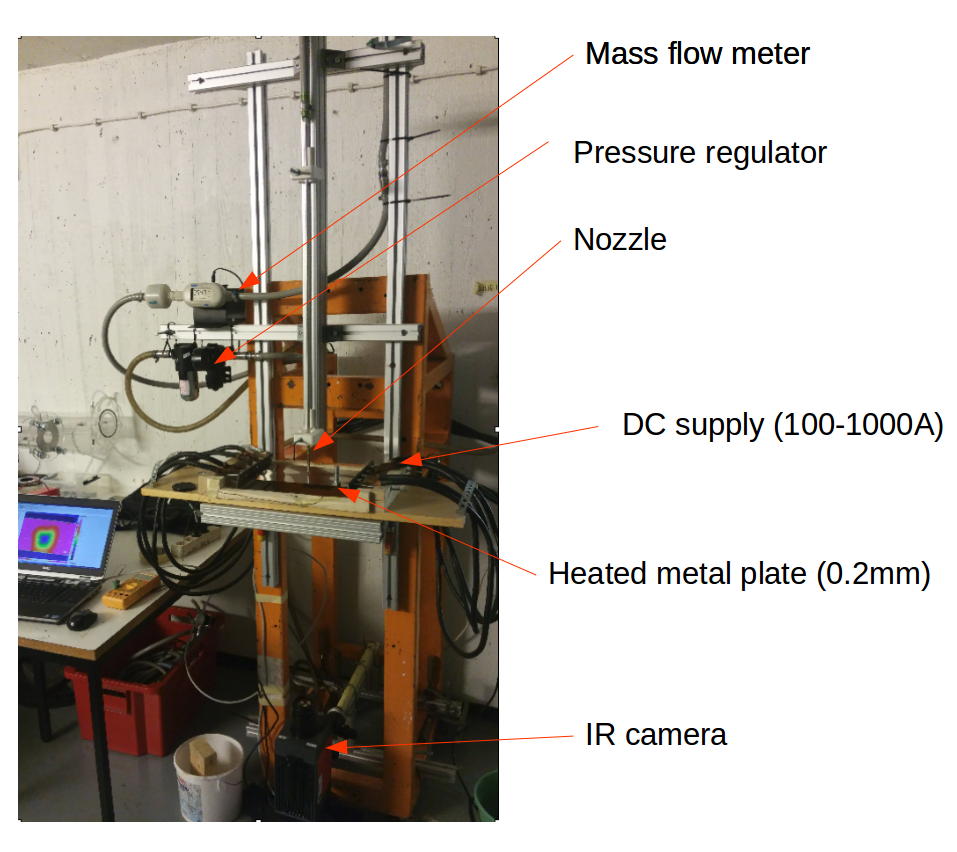 Mass flow meter
Pressure regulator
Nozzle
DC supply (100-1000A)
Heated metal plate (0.2mm)
IR camera